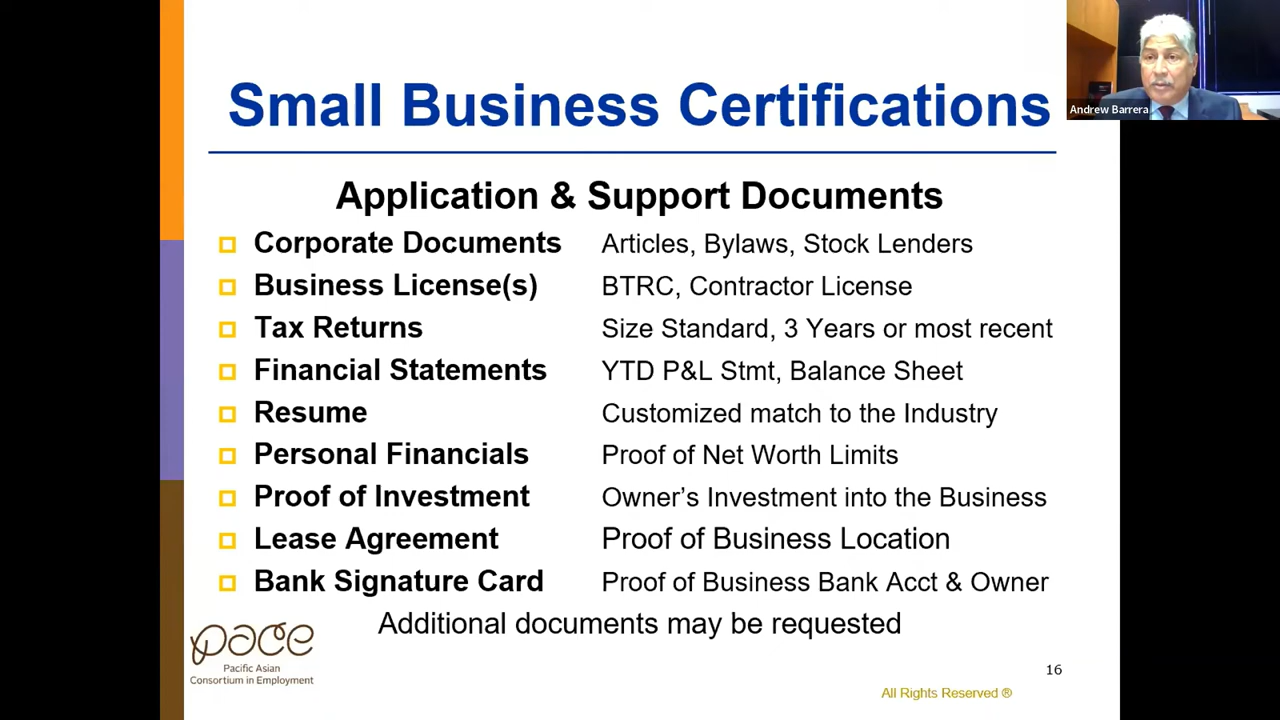 Small Business Certifications
Andrew Barrera
Application & Support Documents
Corporate Documents Articles, Bylaws, Stock Lenders
Business License(s) BTRC, Contractor License
Tax Returns Size Standard, 3 Years or most recent
Financial Statements YTD P&L Stmt, Balance Sheet
Resume Customized match to the Industry
Personal Financials Proof of Net Worth Limits
Proof of Investment Owner's Investment into the Business
Lease Agreement Proof of Business Location
Bank Signature Card Proof of Business Bank Acct & Owner
Additional documents may be requested
pace
Pacific Asian
Consortium in Employment
16
All Rights Reserved ®